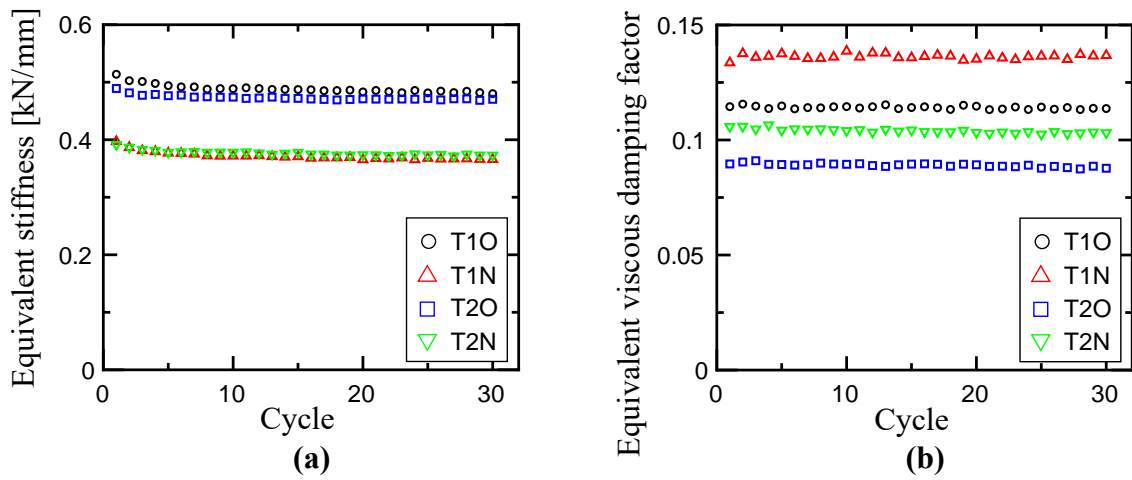 Equivalent stiffness [kN/mm]
0.6
0.4
0.2
0
0
10
20
30
Cycle
T1O
T1N
T2O
T2N
(a)
Equivalent viscous damping factor
0.15
0.1
0.05
0
0
10
20
30
Cycle
T1O
T1N
T2O
T2N
(b)